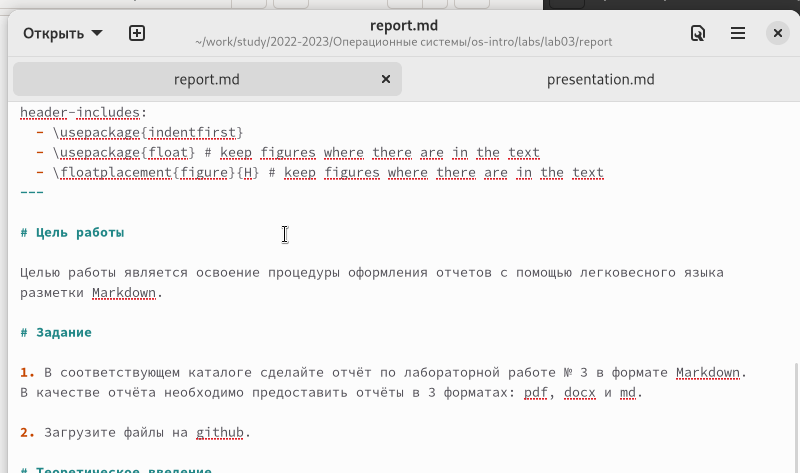 Открыть
report.md
~/work/study/2022-2023/Операционные системы/os-intro/labs/lab03/report
report.md
presentation.md
header-includes:
- \usepackage{indentfirst}
- \usepackage{float} # keep figures where there are in the text
- \floatplacement{figure}{H} # keep figures where there are in the text
---
# Цель работы
Целью работы является освоение процедуры оформления отчетов с помощью легковесного языка
разметки Markdown.
# Задание
1. В соответствующем каталоге сделайте отчёт по лабораторной работе № 3 в формате Markdown.
В качестве отчёта необходимо предоставить отчёты в 3 форматах: pdf, docx и md.
2. Загрузите файлы на github.
# Теоретическое введение